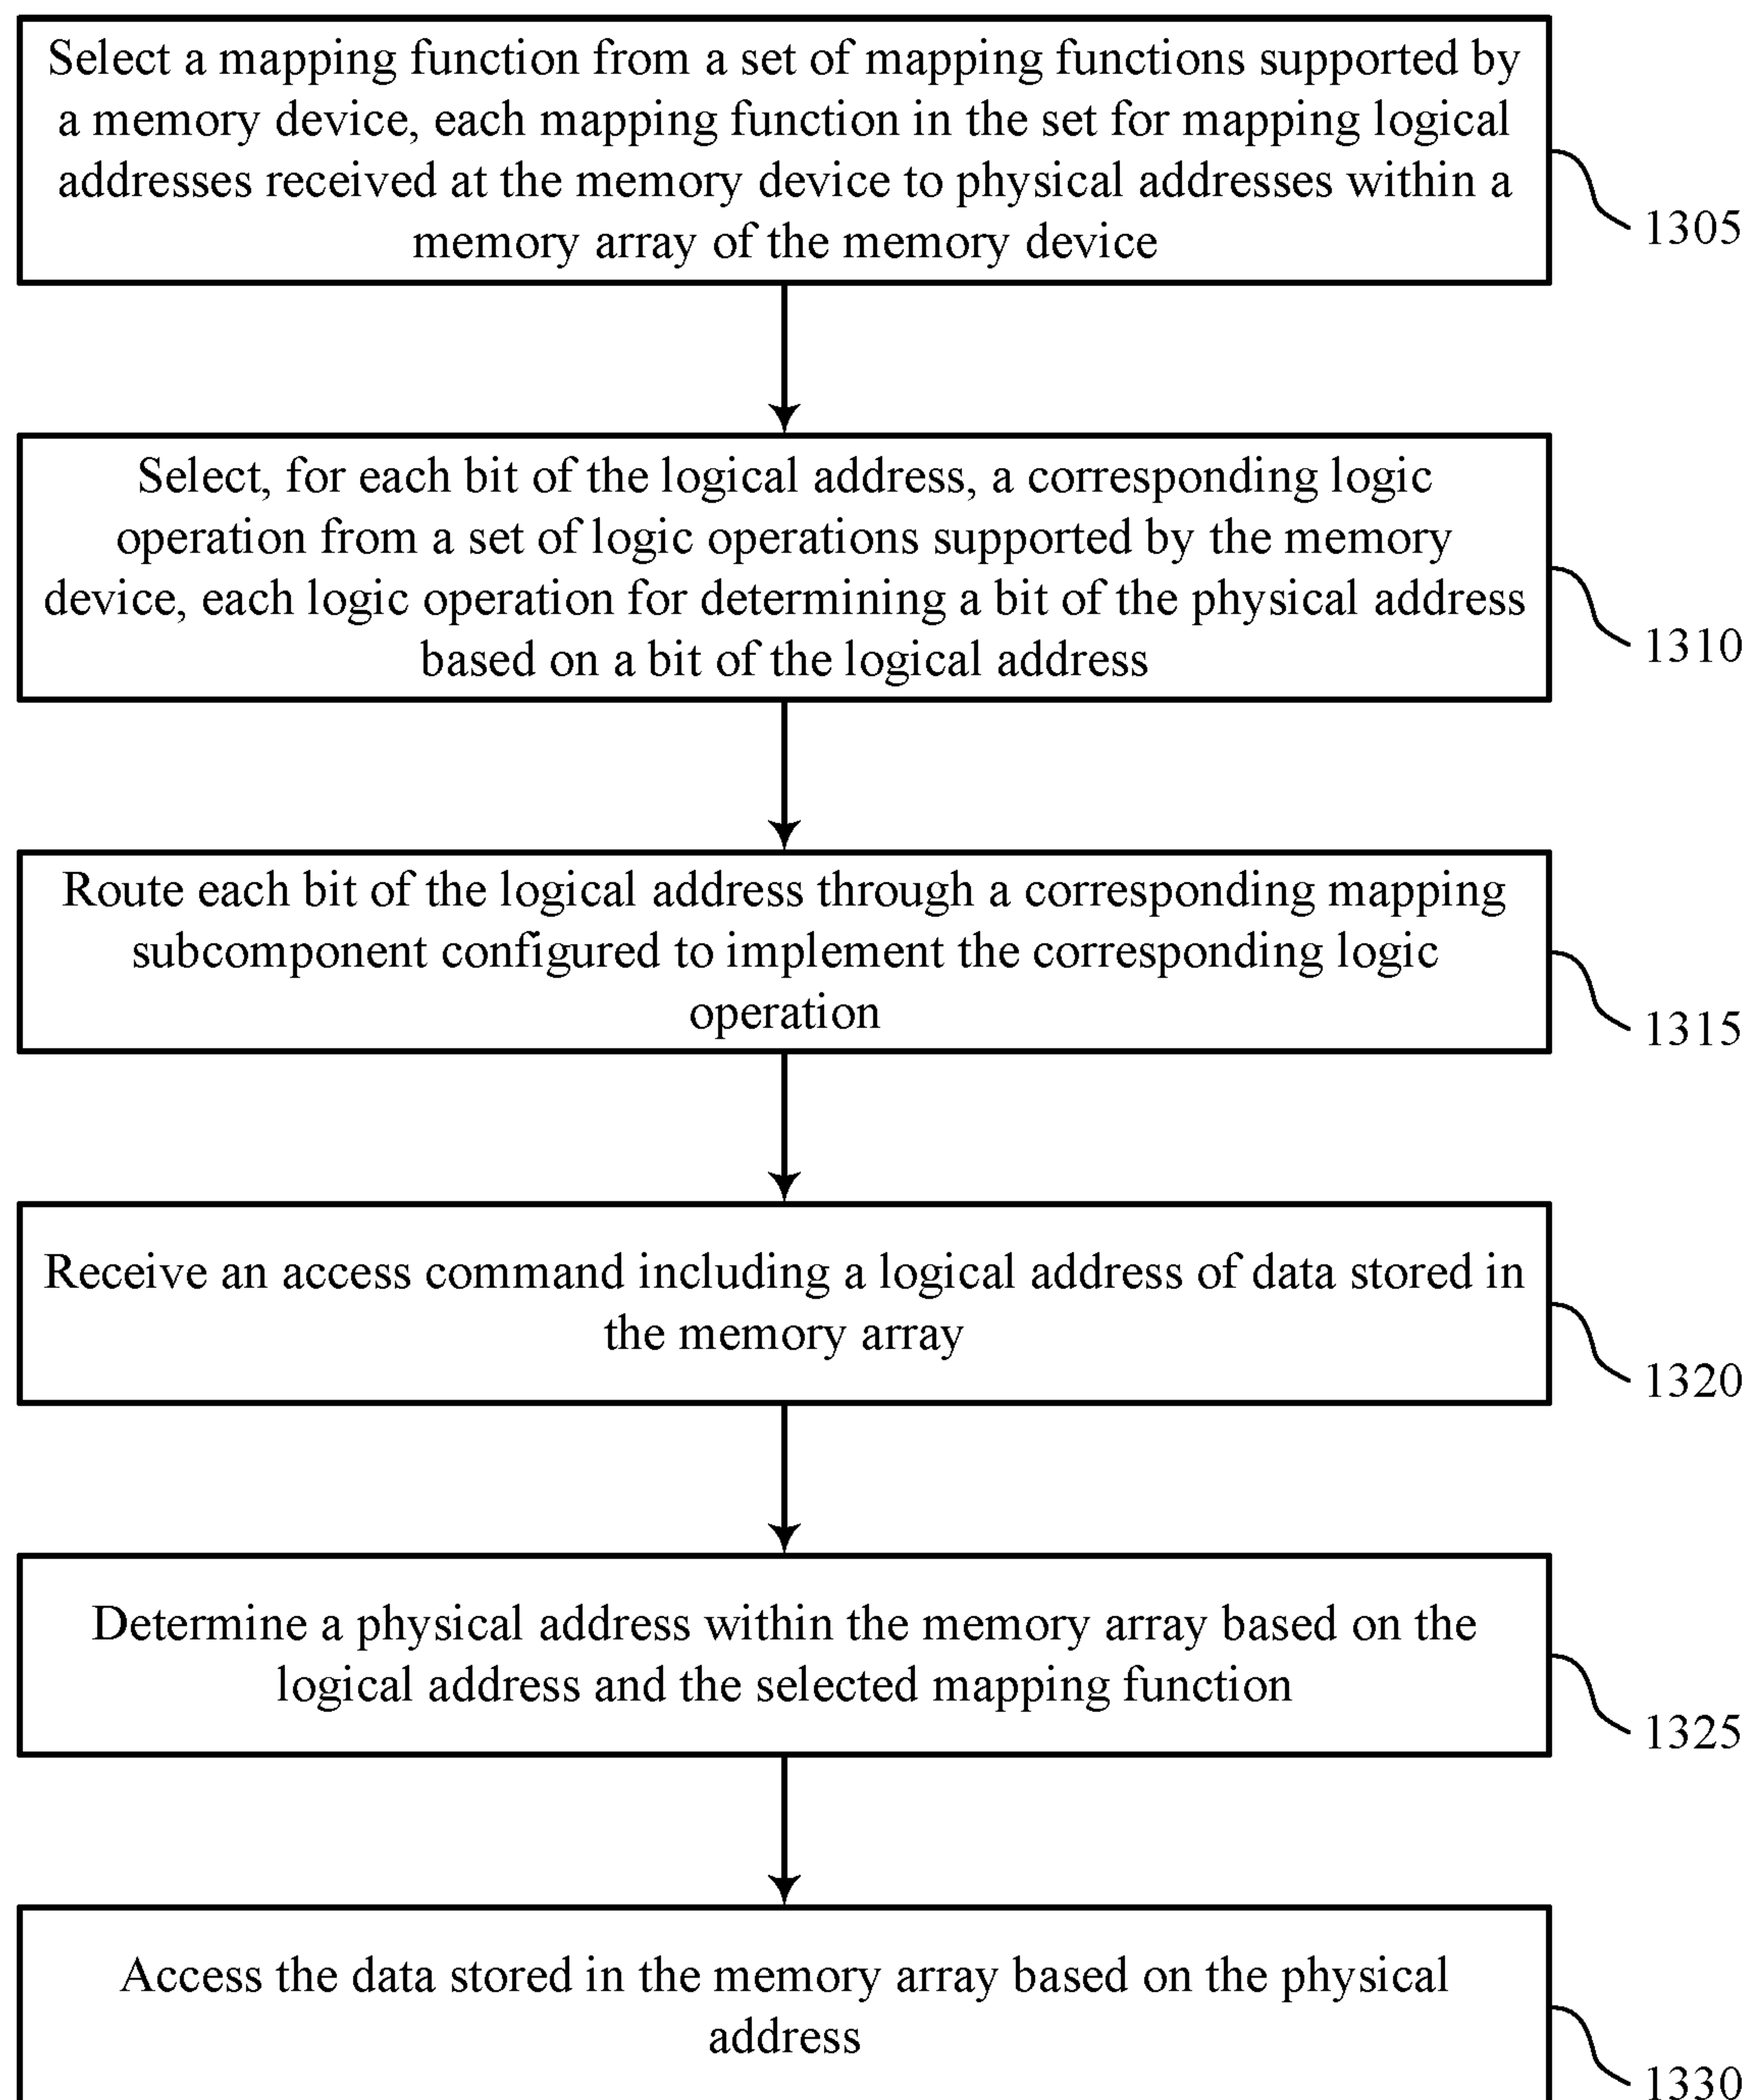 Select a mapping function from a set of mapping functions supported by
a memory device, each mapping function in the set for mapping logical
addresses received at the memory device to physical addresses within a
memory array of the memory device
1305
Select, for each bit of the logical address, a corresponding logic
operation from a set of logic operations supported by the memory
device, each logic operation for determining a bit of the physical address
based on a bit of the logical address
1310
Route each bit of the logical address through a corresponding mapping
subcomponent configured to implement the corresponding logic
operation
1315
Receive an access command including a logical address of data stored in
the memory array
1320
Determine a physical address within the memory array based on the
logical address and the selected mapping function
1325
Access the data stored in the memory array based on the physical
address
1330